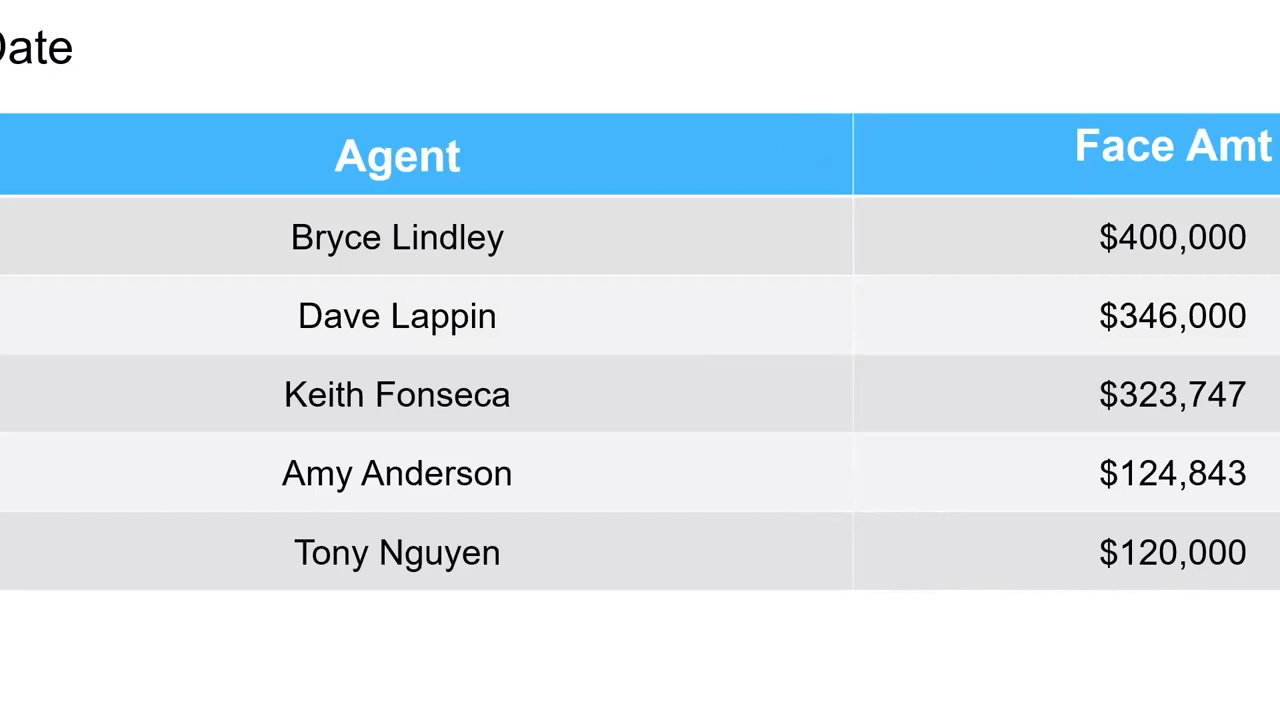 Date
Agent Face Amt
Bryce Lindley $400,000
Dave Lappin $346,000
Keith Fonseca $323,747
Amy Anderson $124,843
Tony Nguyen $120,000